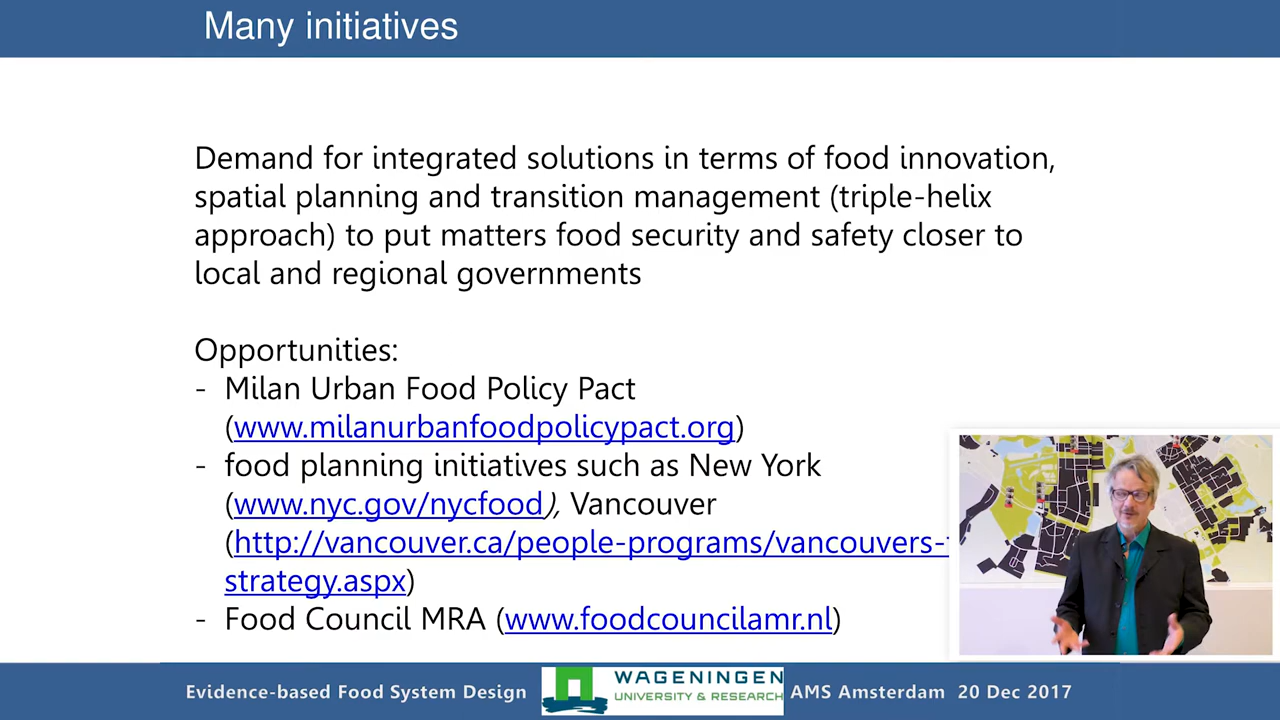 Many initiatives
Demand for integrated solutions in terms of food innovation,
spatial planning and transition management (triple-helix
approach) to put matters food security and safety closer to
local and regional governments
Opportunities:
- Milan Urban Food Policy Pact
(www.milanurbanfoodpolicypact.org)
- food planning initiatives such as New York
(www.nyc.gov/nycfood), Vancouver
(http://vancouver.ca/people-programs/vancouvers-
strategy.aspx)
- Food Council MRA (www.foodcouncilamr.nl)
Evidence-based Food System Design
WAGENINGEN
UNIVERSITY & RESEARCH
AMS Amsterdam 20 Dec 2017